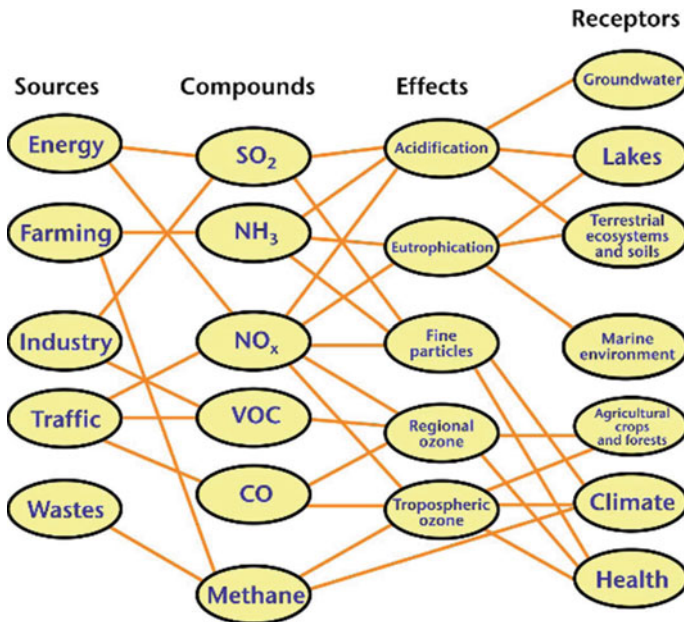 Receptors
Sources
Compounds
Effects
Energy
Farming
Industry
Traffic
Wastes
SO₂
NH₃
NOₓ
VOC
CO
Methane
Acidification
Eutrophication
Fine
particles
Regional
ozone
Tropospheric
ozone
Groundwater
Lakes
Terrestrial
ecosystems
and soils
Marine
environment
Agricultural
crops
and forests
Climate
Health